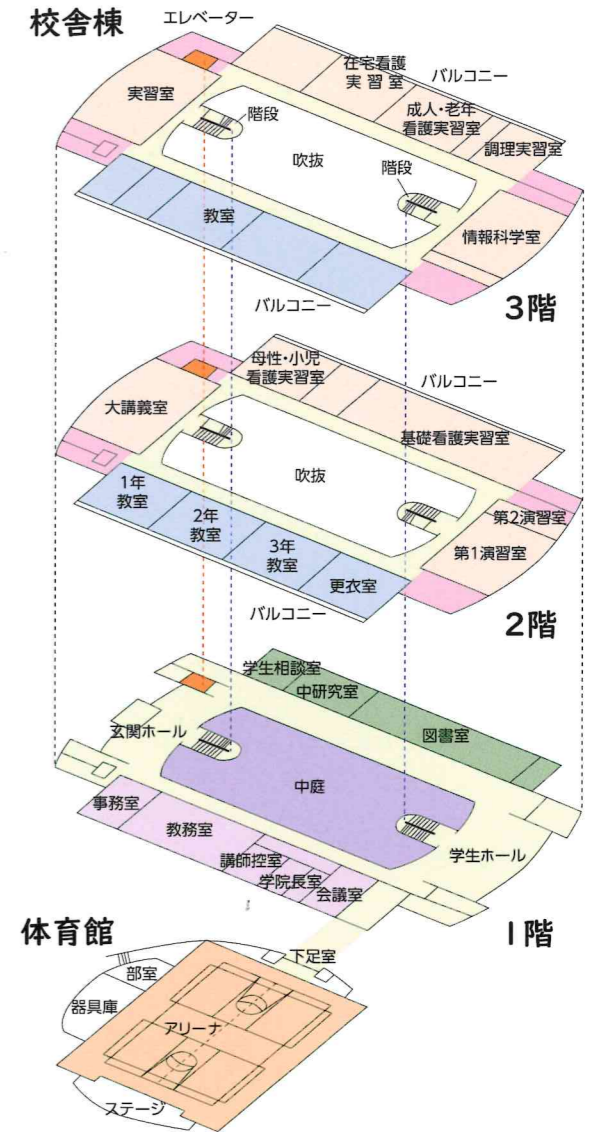 校舎棟
エレベーター
実習室
階段
在宅看護
実習室
バルコニー
成人・老年
看護実習室
調理実習室
吹抜
階段
教室
情報科学室
バルコニー
3階
母性・小児
看護実習室
バルコニー
大講義室
基礎看護実習室
吹抜
1年
教室
2年
教室
3年
教室
更衣室
第2演習室
第1演習室
バルコニー
2階
学生相談室
中研究室
図書室
玄関ホール
中庭
事務室
教務室
講師控室
学院長室
会議室
学生ホール
1階
体育館
下足室
部室
器具庫
アリーナ
ステージ